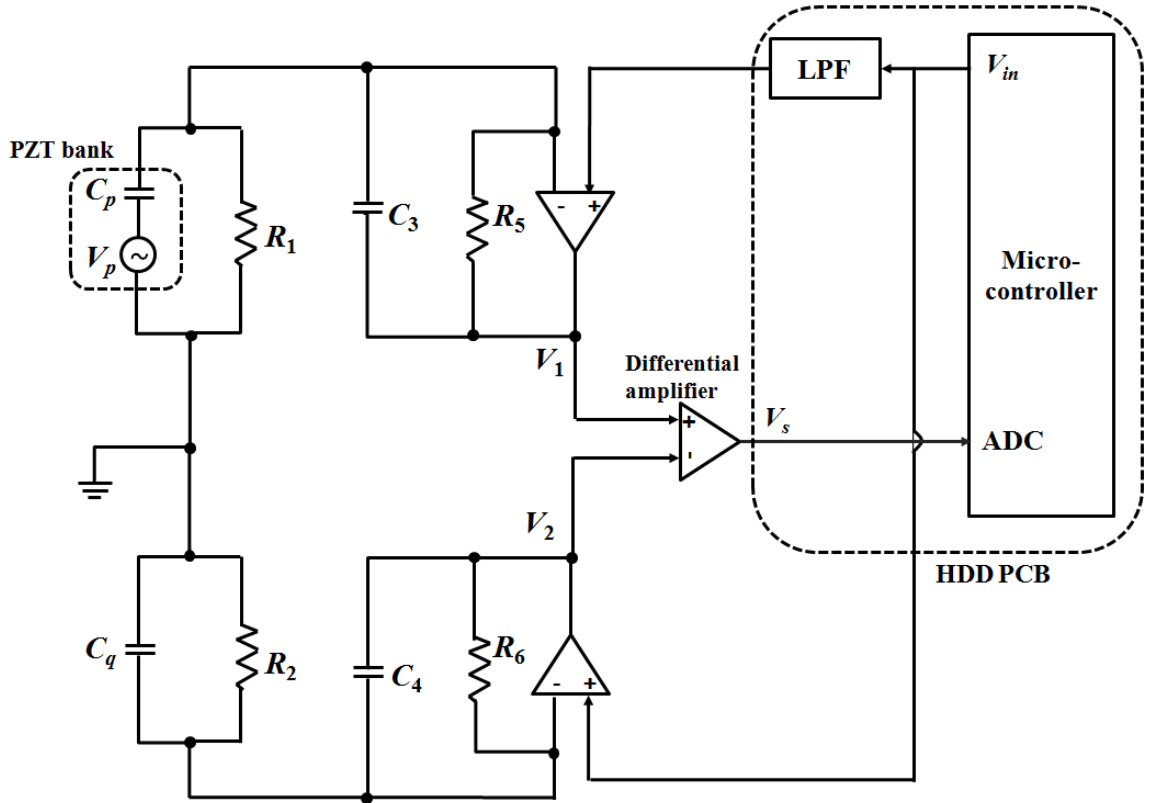 LPF
V_in
PZT bank
C_p
V_p
R_1
C_3
R_5
- +
Micro-
controller
V_1
Differential
amplifier
+
-
V_s
ADC
V_2
HDD PCB
C_q
R_2
C_4
R_6
- +